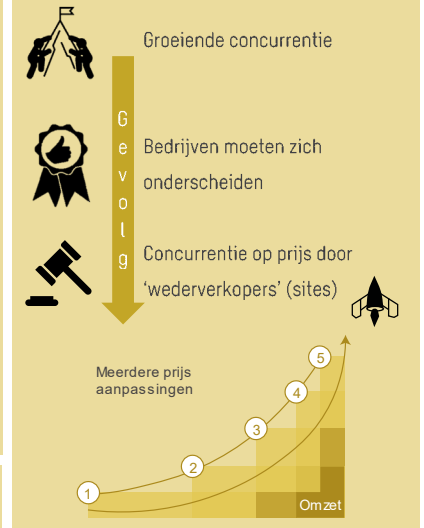 Groeiende concurrentie
Gevolg
Bedrijven moeten zich
onderscheiden
Concurrentie op prijs door
'wederverkopers' (sites)
Meerdere prijs
aanpassingen
1
2
3
4
5
Omzet